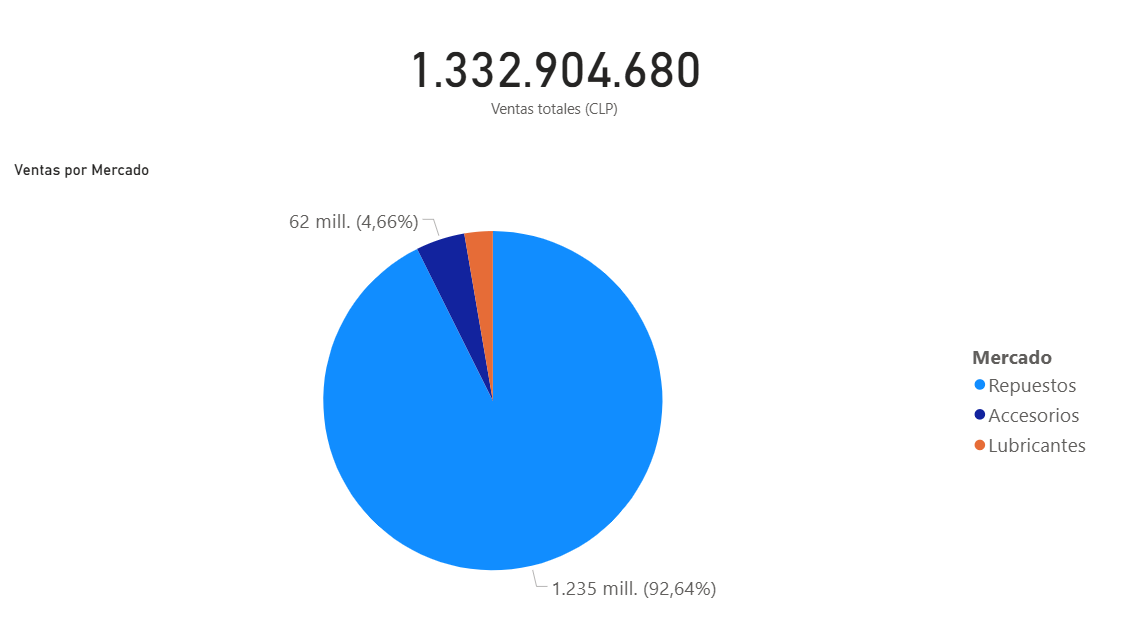 1.332.904.680
Ventas totales (CLP)
Ventas por Mercado
62 mill. (4,66%)
1.235 mill. (92,64%)
Mercado
Repuestos
Accesorios
Lubricantes